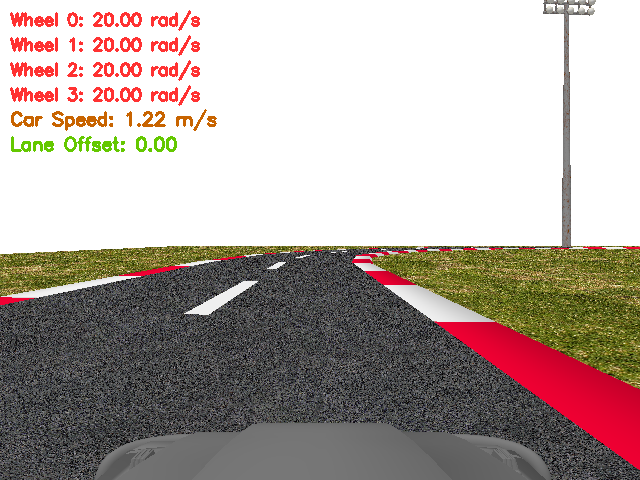 Wheel 0: 20.00 rad/s
Wheel 1: 20.00 rad/s
Wheel 2: 20.00 rad/s
Wheel 3: 20.00 rad/s
Car Speed: 1.22 m/s
Lane Offset: 0.00